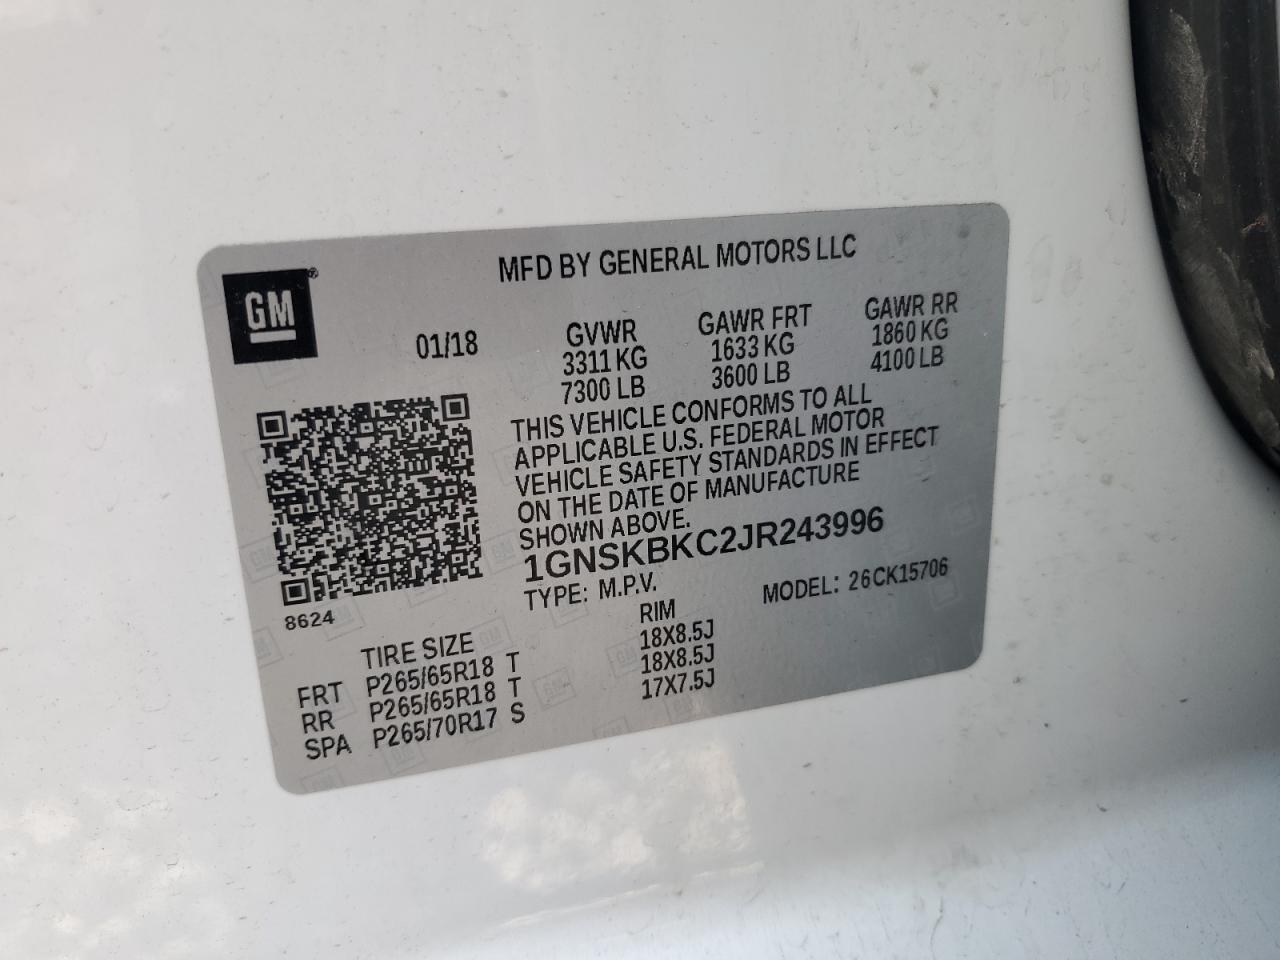 MFD BY GENERAL MOTORS LLC
GM®
01/18
GVWR GAWR FRT GAWR RR
3311 KG 1633 KG 1860 KG
7300 LB 3600 LB 4100 LB
THIS VEHICLE CONFORMS TO ALL
APPLICABLE U.S. FEDERAL MOTOR
VEHICLE SAFETY STANDARDS IN EFFECT
ON THE DATE OF MANUFACTURE
SHOWN ABOVE.
1GNSKBKC2JR243996
TYPE: M.P.V. MODEL: 26CK15706
8624
TIRE SIZE RIM
FRT P265/65R18 T 18X8.5J
RR P265/65R18 T 18X8.5J
SPA P265/70R17 S 17X7.5J